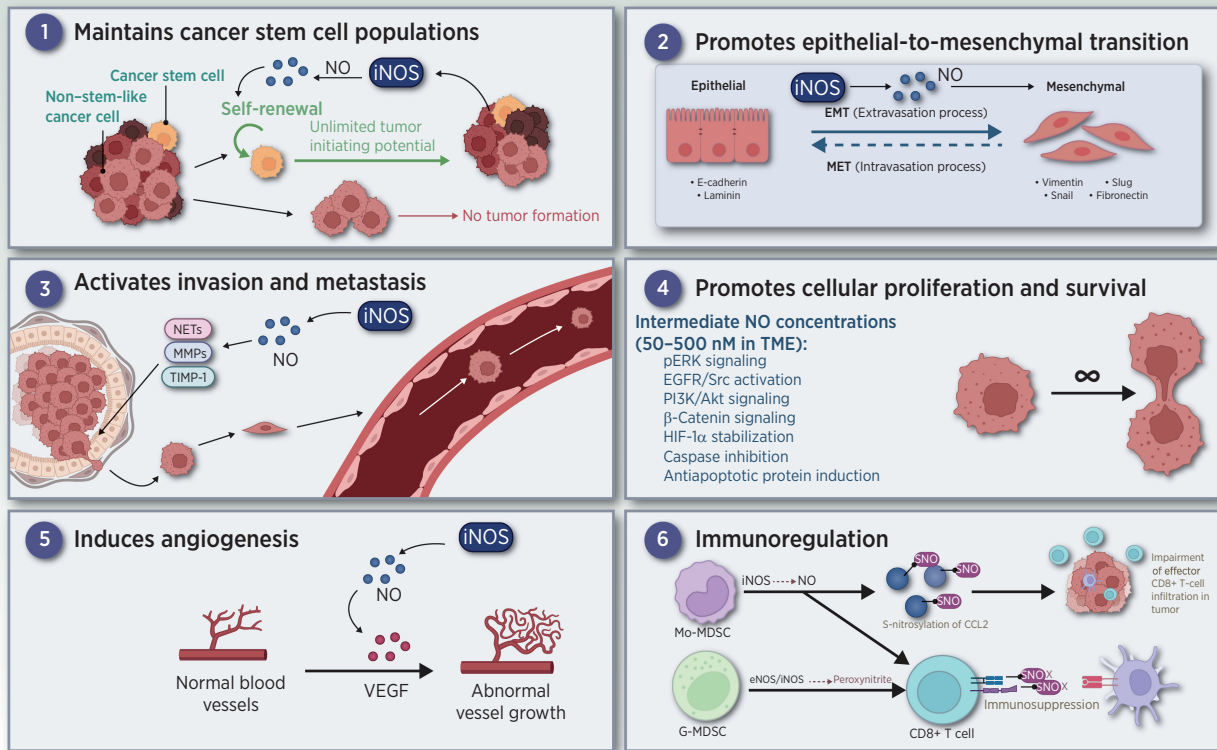 1 Maintains cancer stem cell populations
Cancer stem cell
Non–stem-like
cancer cell
NO
iNOS
Self-renewal
Unlimited tumor
initiating potential
No tumor formation
2 Promotes epithelial-to-mesenchymal transition
Epithelial
iNOS
NO
Mesenchymal
EMT (Extravasation process)
MET (Intravasation process)
• E-cadherin
• Laminin
• Vimentin • Slug
• Snail • Fibronectin
3 Activates invasion and metastasis
iNOS
NO
NETs
MMPs
TIMP-1
4 Promotes cellular proliferation and survival
Intermediate NO concentrations
(50–500 nM in TME):
pERK signaling
EGFR/Src activation
PI3K/Akt signaling
β-Catenin signaling
HIF-1α stabilization
Caspase inhibition
Antiapoptotic protein induction
∞
5 Induces angiogenesis
iNOS
NO
VEGF
Normal blood
vessels
Abnormal
vessel growth
6 Immunoregulation
Mo-MDSC
iNOS NO
SNO
SNO
SNO
S-nitrosylation of CCL2
Impairment
of effector
CD8+ T-cell
infiltration in
tumor
G-MDSC
eNOS/iNOS Peroxynitrite
CD8+ T cell
SNO X
SNO X
Immunosuppression